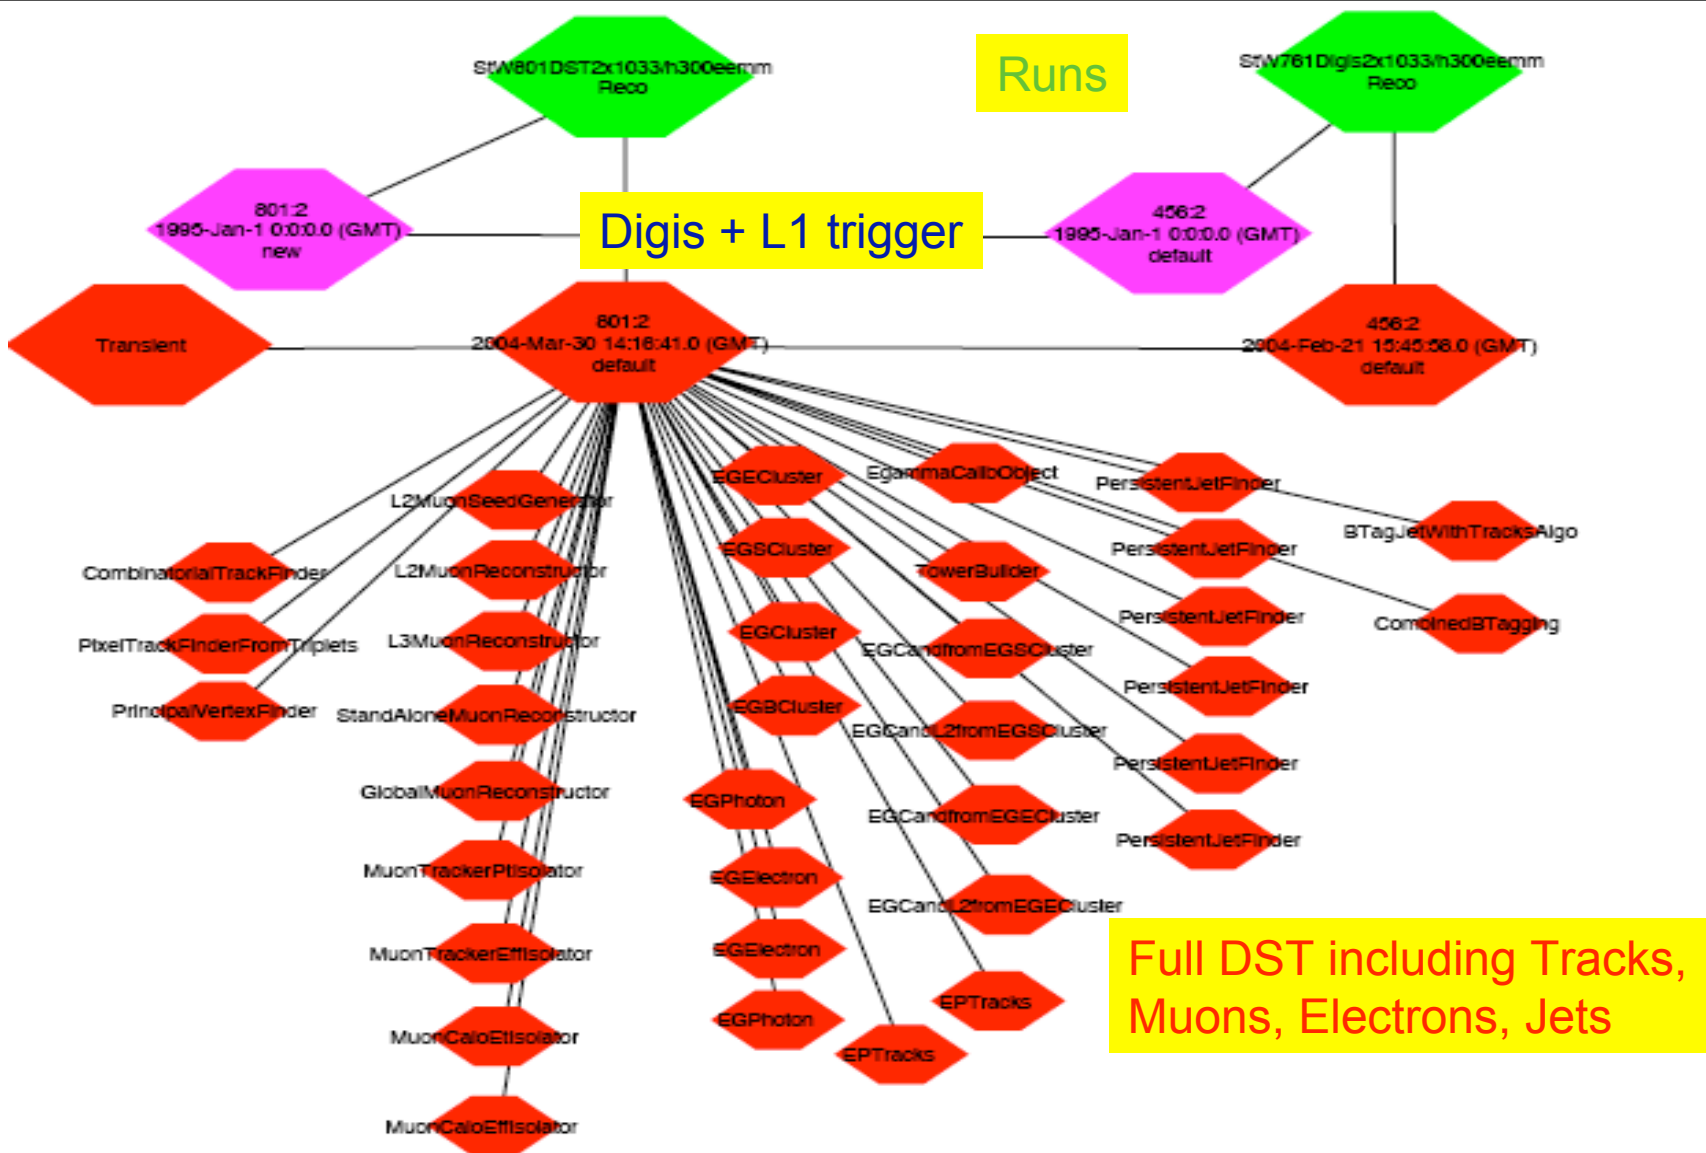 StW801DST2x1033/h300eemm
Reco
Runs
StW761Digis2x1033/h300eemm
Reco
801:2
1995-Jan-1 0:0:0.0 (GMT)
new
Digis + L1 trigger
456:2
1995-Jan-1 0:0:0.0 (GMT)
default
Transient
801:2
2004-Mar-30 14:16:41.0 (GMT)
default
456:2
2004-Feb-21 15:45:58.0 (GMT)
default
CombinatorialTrackFinder
PixelTrackFinderFromTriplets
PrincipalVertexFinder
L2MuonSeedGenerator
L2MuonReconstructor
L3MuonReconstructor
StandAloneMuonReconstructor
GlobalMuonReconstructor
MuonTrackerPtIsolator
MuonTrackerEffIsolator
MuonCaloEtIsolator
MuonCaloEffIsolator
EGECluster
EGSCluster
EGCluster
EGBCluster
EGPhoton
EGElectron
EGElectron
EGPhoton
EPTracks
EgammaCalibObject
TowerBuilder
EGCandfromEGSCluster
EGCandL2fromEGSCluster
EGCandfromEGECluster
EGCandL2fromEGECluster
EPTracks
PersistentJetFinder
PersistentJetFinder
PersistentJetFinder
PersistentJetFinder
PersistentJetFinder
PersistentJetFinder
BTagJetWithTracksAlgo
CombinedBTagging
Full DST including Tracks,
Muons, Electrons, Jets